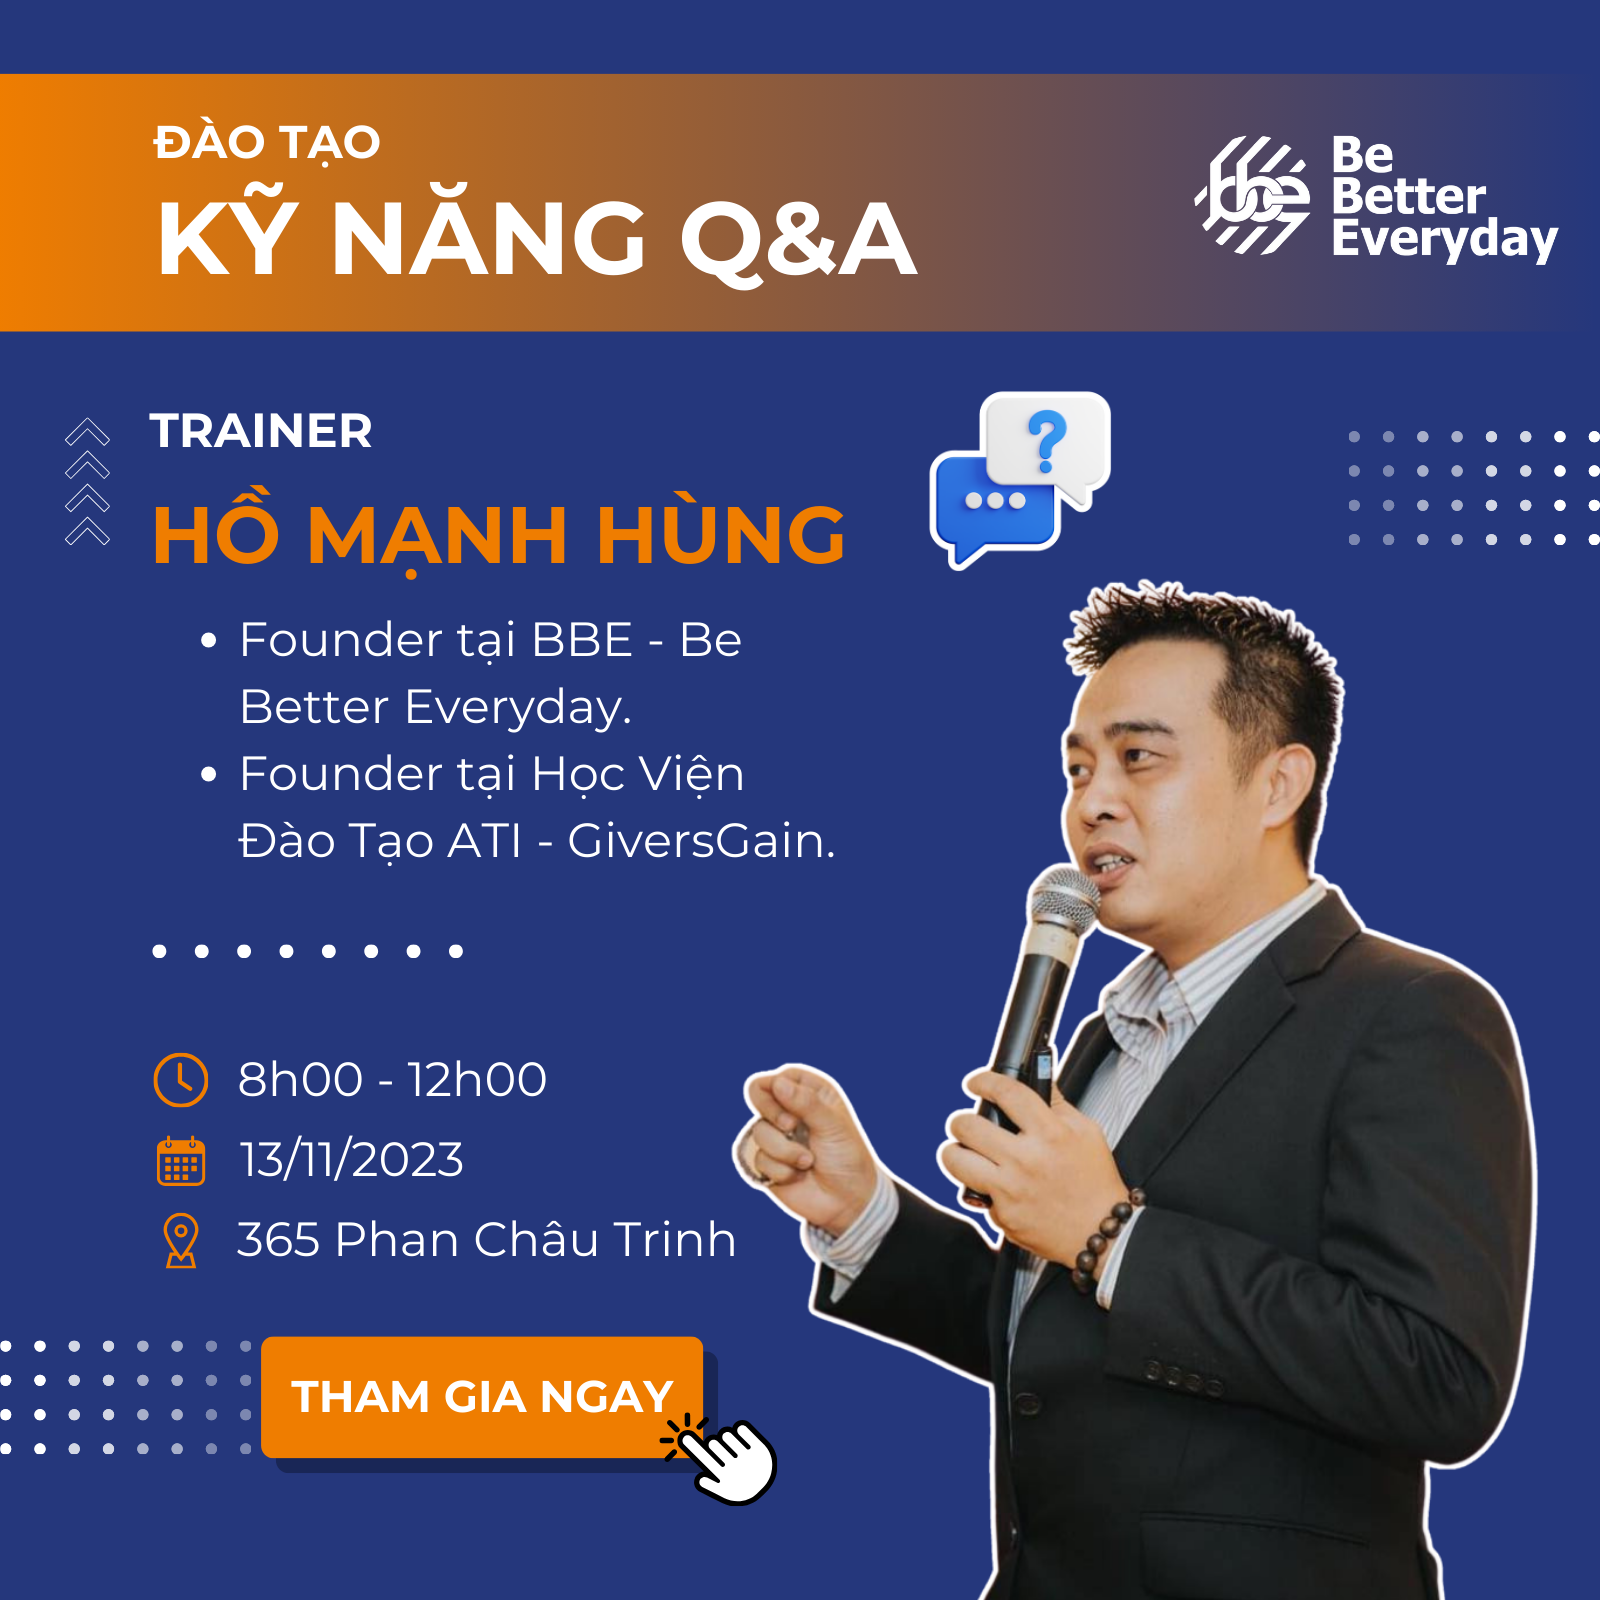 ĐÀO TẠO
KỸ NĂNG Q&A
bbe
Be
Better
Everyday
TRAINER
HỒ MẠNH HÙNG
• Founder tại BBE - Be
Better Everyday.
• Founder tại Học Viện
Đào Tạo ATI - GiversGain.
8h00 - 12h00
13/11/2023
365 Phan Châu Trinh
THAM GIA NGAY